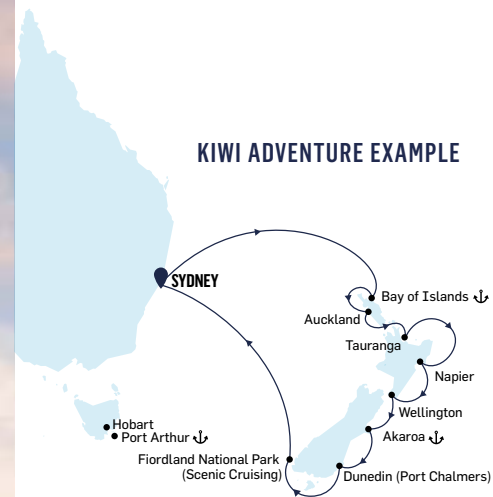 KIWI ADVENTURE EXAMPLE
SYDNEY
Bay of Islands
Auckland
Tauranga
Napier
Wellington
Hobart
Akaroa
Port Arthur
Fiordland National Park
(Scenic Cruising)
Dunedin (Port Chalmers)